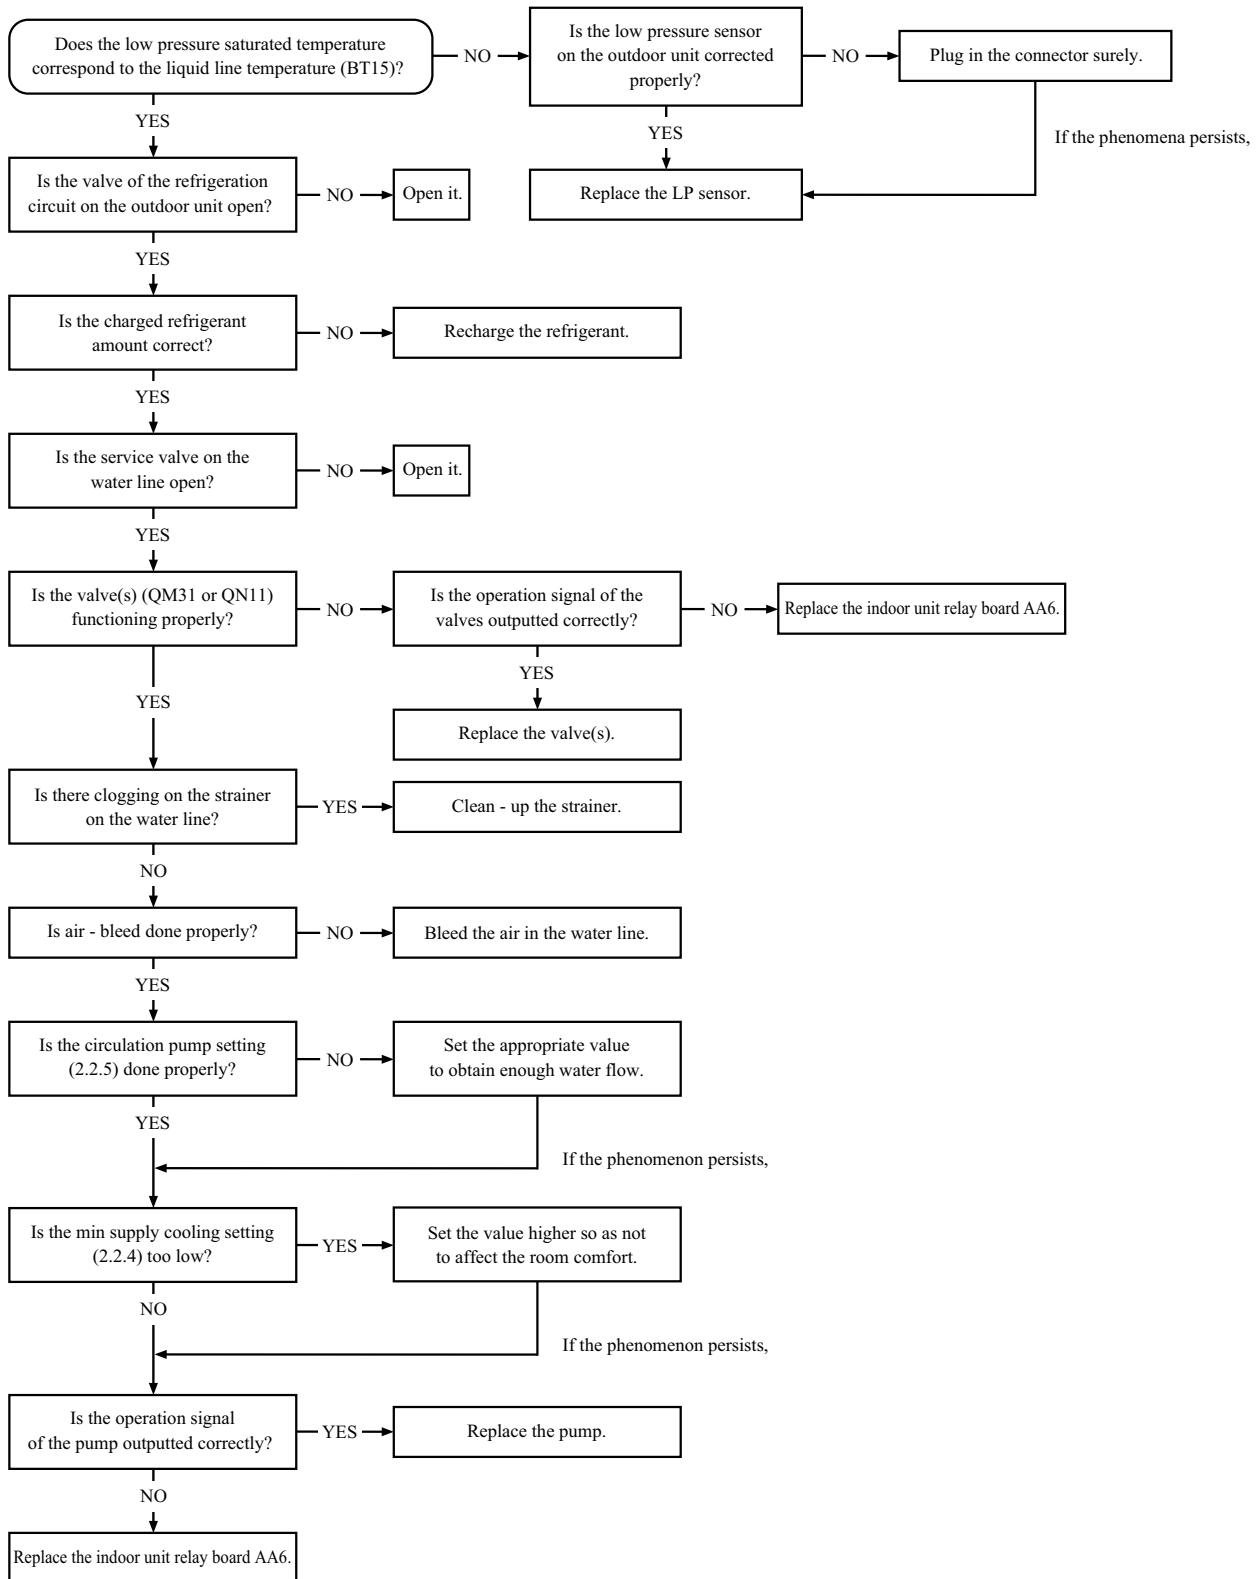 Does the low pressure saturated temperature
correspond to the liquid line temperature (BT15)?
NO
Is the low pressure sensor
on the outdoor unit corrected
properly?
NO
Plug in the connector surely.
YES
YES
If the phenomena persists,
Is the valve of the refrigeration
circuit on the outdoor unit open?
NO
Open it.
Replace the LP sensor.
YES
Is the charged refrigerant
amount correct?
NO
Recharge the refrigerant.
YES
Is the service valve on the
water line open?
NO
Open it.
YES
Is the valve(s) (QM31 or QN11)
functioning properly?
NO
Is the operation signal of the
valves outputted correctly?
NO
Replace the indoor unit relay board AA6.
YES
YES
Replace the valve(s).
Is there clogging on the strainer
on the water line?
YES
Clean - up the strainer.
NO
Is air - bleed done properly?
NO
Bleed the air in the water line.
YES
Is the circulation pump setting
(2.2.5) done properly?
NO
Set the appropriate value
to obtain enough water flow.
YES
If the phenomenon persists,
Is the min supply cooling setting
(2.2.4) too low?
YES
Set the value higher so as not
to affect the room comfort.
NO
If the phenomenon persists,
Is the operation signal
of the pump outputted correctly?
YES
Replace the pump.
NO
Replace the indoor unit relay board AA6.